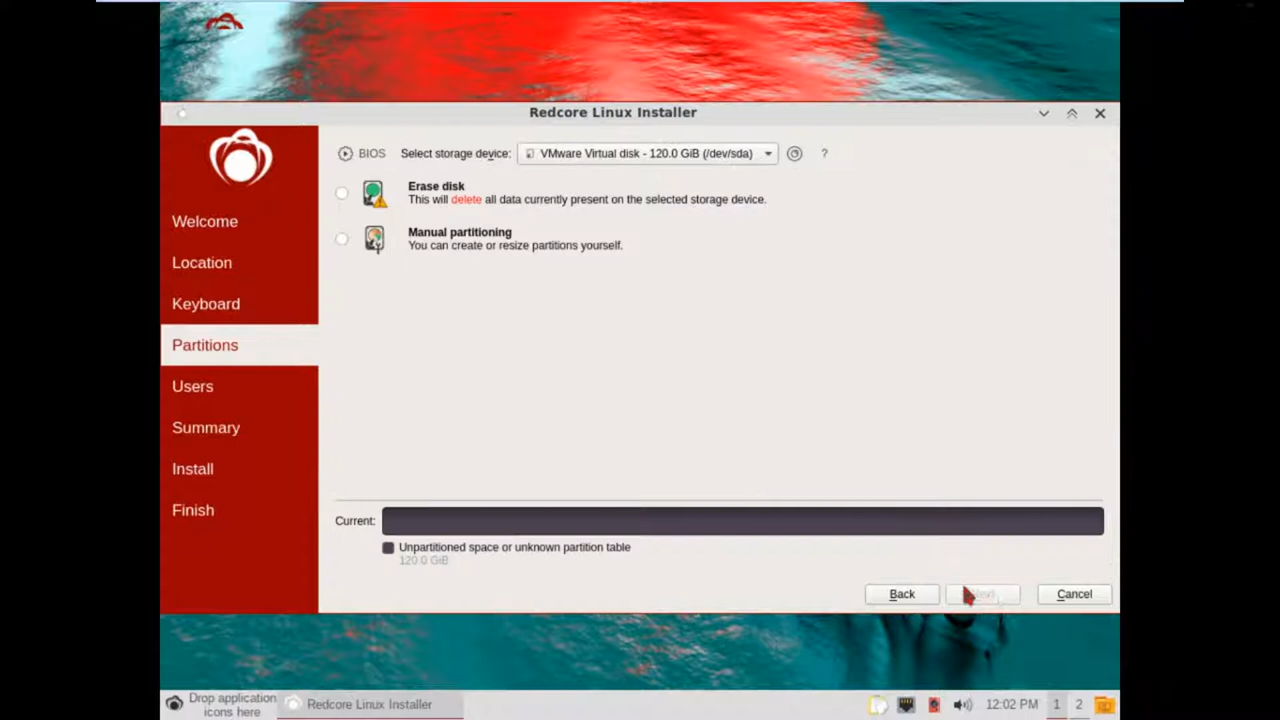 Redcore Linux Installer
BIOS Select storage device: VMware Virtual disk - 120.0 GiB (/dev/sda) ?
Erase disk
This will delete all data currently present on the selected storage device.
Manual partitioning
You can create or resize partitions yourself.
Welcome
Location
Keyboard
Partitions
Users
Summary
Install
Finish
Current:
Unpartitioned space or unknown partition table
120.0 GiB
Back Cancel
Drop application
icons here
Redcore Linux Installer
12:02 PM 1 2